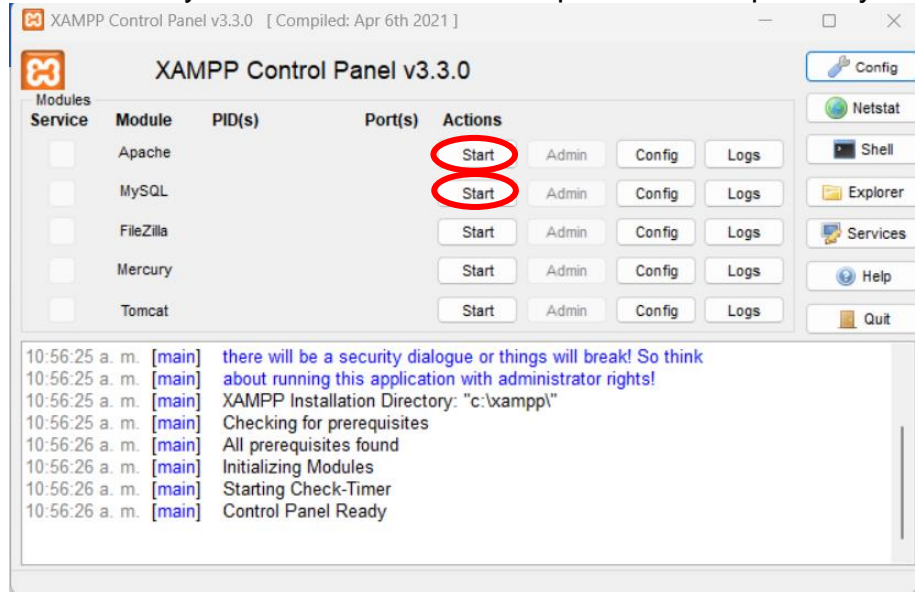 XAMPP Control Panel v3.3.0 [ Compiled: Apr 6th 2021 ]
XAMPP Control Panel v3.3.0
Config
Modules
Service Module PID(s) Port(s) Actions
Netstat
Apache Start Admin Config Logs
Shell
MySQL Start Admin Config Logs
Explorer
FileZilla Start Admin Config Logs
Services
Mercury Start Admin Config Logs
Help
Tomcat Start Admin Config Logs
Quit
10:56:25 a. m. [main] there will be a security dialogue or things will break! So think
10:56:25 a. m. [main] about running this application with administrator rights!
10:56:25 a. m. [main] XAMPP Installation Directory: "c:\xampp\"
10:56:25 a. m. [main] Checking for prerequisites
10:56:26 a. m. [main] All prerequisites found
10:56:26 a. m. [main] Initializing Modules
10:56:26 a. m. [main] Starting Check-Timer
10:56:26 a. m. [main] Control Panel Ready